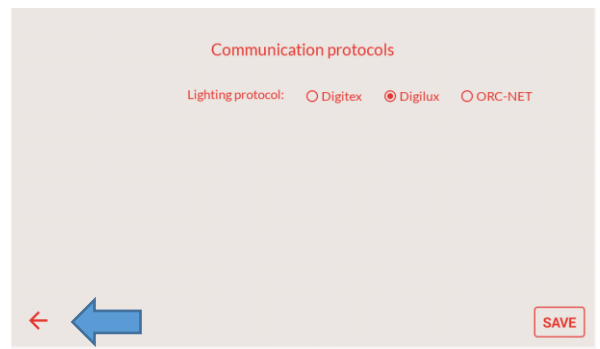 Communication protocols
Lighting protocol: Digitex Digilux ORC-NET
SAVE